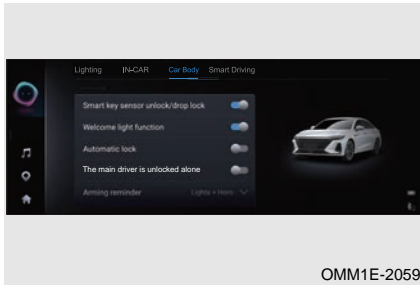 Lighting IN-CAR Car Body Smart Driving
Smart key sensor unlock/drop lock
Welcome light function
Automatic lock
The main driver is unlocked alone
Arming reminder Lights + Horn
OMM1E-2059